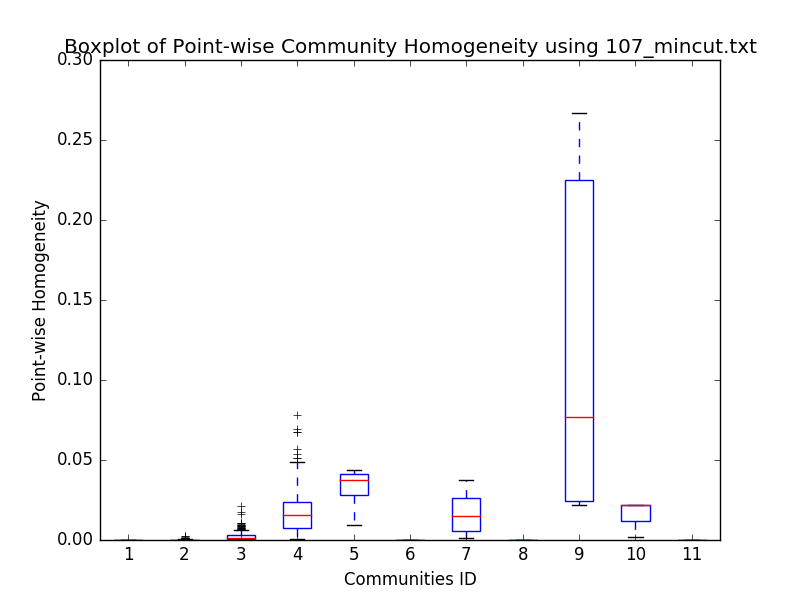 Boxplot of Point-wise Community Homogeneity using 107_mincut.txt
0.30
0.25
0.20
0.15
0.10
0.05
0.00
Point-wise Homogeneity
1 2 3 4 5 6 7 8 9 10 11
Communities ID